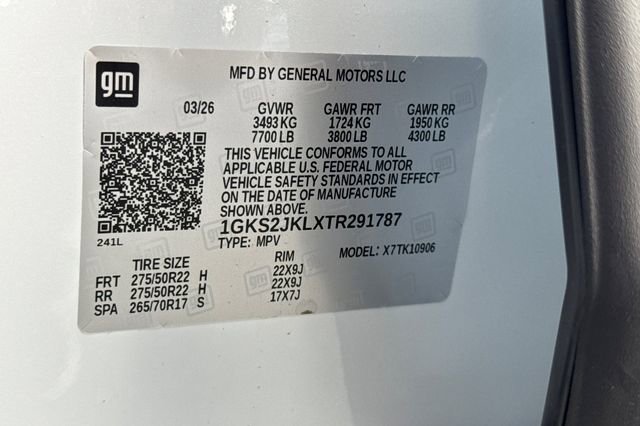 gm
MFD BY GENERAL MOTORS LLC
03/26 GVWR GAWR FRT GAWR RR
3493 KG 1724 KG 1950 KG
7700 LB 3800 LB 4300 LB
THIS VEHICLE CONFORMS TO ALL
APPLICABLE U.S. FEDERAL MOTOR
VEHICLE SAFETY STANDARDS IN EFFECT
ON THE DATE OF MANUFACTURE
SHOWN ABOVE.
241L
1GKS2JKLXTR291787
TYPE: MPV MODEL: X7TK10906
TIRE SIZE RIM
FRT 275/50R22 H 22X9J
RR 275/50R22 H 22X9J
SPA 265/70R17 S 17X7J